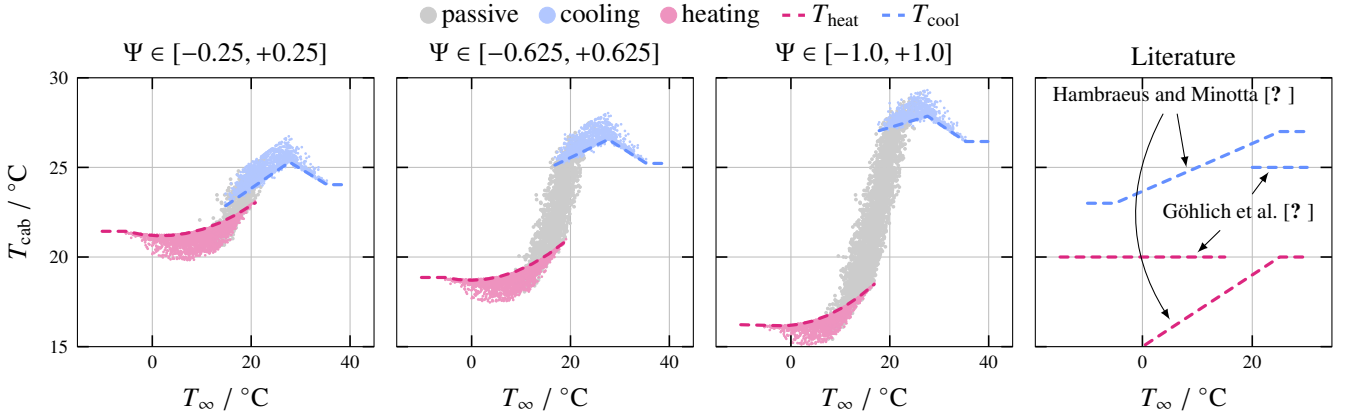 passive cooling heating T_heat T_cool
Ψ ∈ [−0.25, +0.25] Ψ ∈ [−0.625, +0.625] Ψ ∈ [−1.0, +1.0] Literature
30
25
20
15
T_cab / °C
Hambraeus and Minotta [? ]
Göhlich et al. [? ]
0 20 40 0 20 40 0 20 40 0 20
T_∞ / °C T_∞ / °C T_∞ / °C T_∞ / °C